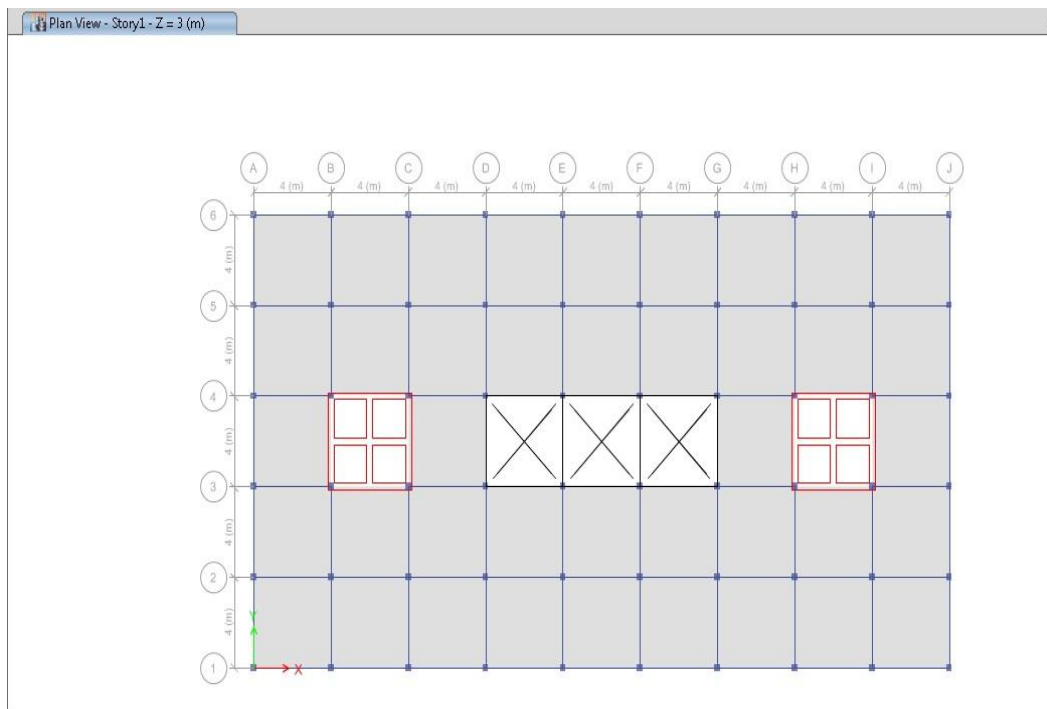 Plan View - Story1 - Z = 3 (m)
A B C D E F G H I J
4 (m) 4 (m) 4 (m) 4 (m) 4 (m) 4 (m) 4 (m) 4 (m) 4 (m)
6
4 (m)
5
4 (m)
4
4 (m)
3
4 (m)
2
4 (m)
Y
1
X